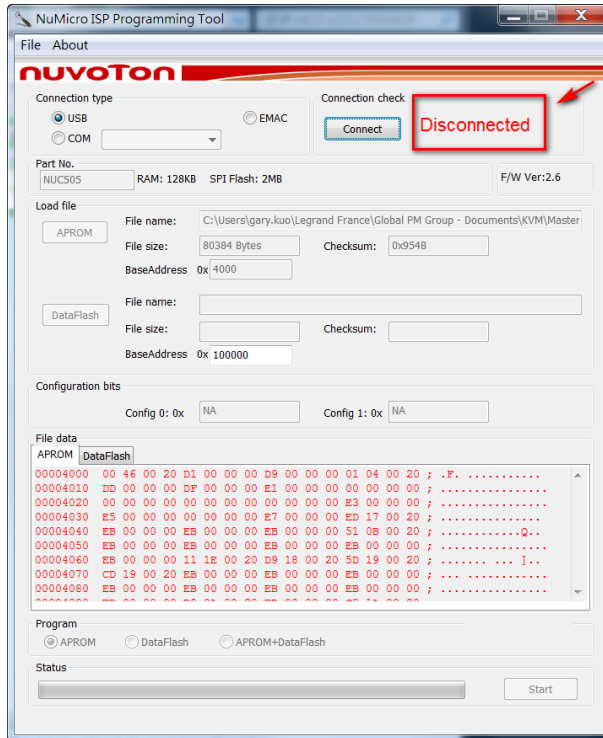 NuMicro ISP Programming Tool
File About
nuvoTon
Connection type
Connection check
USB
EMAC
COM
Connect
Disconnected
Part No.
NUC505
RAM: 128KB SPI Flash: 2MB
F/W Ver:2.6
Load file
APROM
File name:
C:\Users\gary.kuo\Legrand France\Global PM Group - Documents\KVM\Master
File size:
80384 Bytes
Checksum:
0x954B
BaseAddress 0x 4000
DataFlash
File name:
File size:
Checksum:
BaseAddress 0x 100000
Configuration bits
Config 0: 0x NA
Config 1: 0x NA
File data
APROM DataFlash
00004000 00 46 00 20 D1 00 00 00 D9 00 00 00 01 04 00 20 ; .F. ............
00004010 DD 00 00 00 DF 00 00 00 E1 00 00 00 00 00 00 00 ; ................
00004020 00 00 00 00 00 00 00 00 00 00 00 00 E3 00 00 00 ; ................
00004030 E5 00 00 00 00 00 00 00 E7 00 00 00 ED 17 00 20 ; ...............
00004040 EB 00 00 00 EB 00 00 00 EB 00 00 00 51 0B 00 20 ; ............Q..
00004050 EB 00 00 00 EB 00 00 00 EB 00 00 00 EB 00 00 00 ; ................
00004060 EB 00 00 00 11 1E 00 20 D9 18 00 20 5D 19 00 20 ; ....... ... ]..
00004070 CD 19 00 20 EB 00 00 00 EB 00 00 00 EB 00 00 00 ; ... ............
00004080 EB 00 00 00 EB 00 00 00 EB 00 00 00 EB 00 00 00 ; ................
Program
APROM
DataFlash
APROM+DataFlash
Status
Start